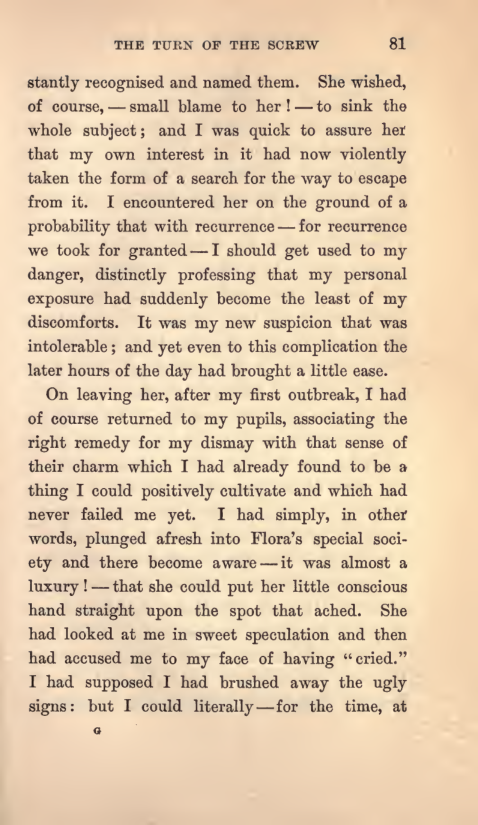 THE TURN OF THE SCREW 81
stantly recognised and named them. She wished,
of course, — small blame to her! — to sink the
whole subject; and I was quick to assure her
that my own interest in it had now violently
taken the form of a search for the way to escape
from it. I encountered her on the ground of a
probability that with recurrence — for recurrence
we took for granted — I should get used to my
danger, distinctly professing that my personal
exposure had suddenly become the least of my
discomforts. It was my new suspicion that was
intolerable; and yet even to this complication the
later hours of the day had brought a little ease.
On leaving her, after my first outbreak, I had
of course returned to my pupils, associating the
right remedy for my dismay with that sense of
their charm which I had already found to be a
thing I could positively cultivate and which had
never failed me yet. I had simply, in other
words, plunged afresh into Flora's special soci-
ety and there become aware — it was almost a
luxury! — that she could put her little conscious
hand straight upon the spot that ached. She
had looked at me in sweet speculation and then
had accused me to my face of having "cried."
I had supposed I had brushed away the ugly
signs: but I could literally — for the time, at
G